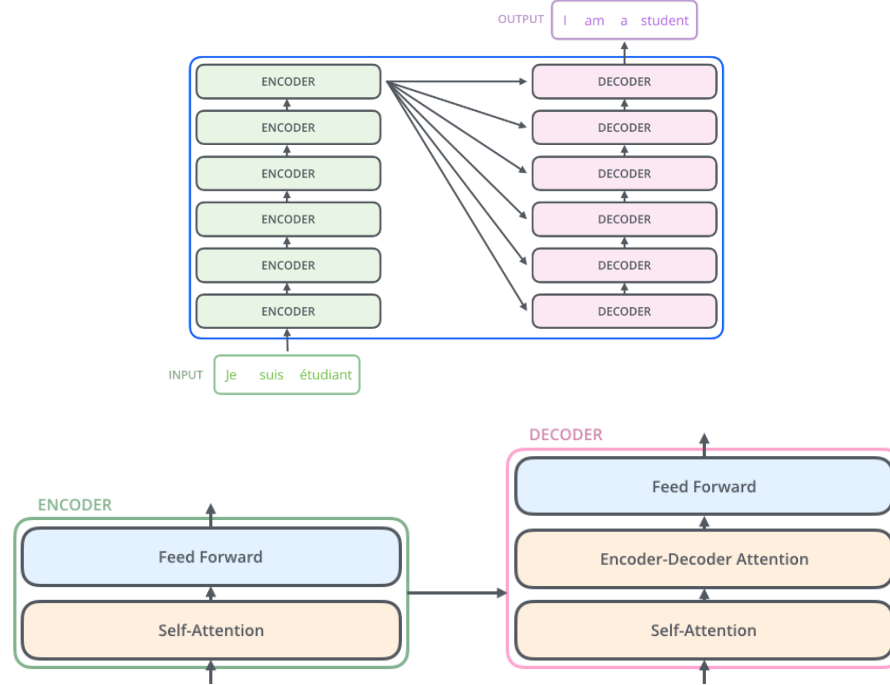 OUTPUT I am a student
ENCODER DECODER
ENCODER DECODER
ENCODER DECODER
ENCODER DECODER
ENCODER DECODER
ENCODER DECODER
INPUT Je suis étudiant
ENCODER
Feed Forward
Self-Attention
DECODER
Feed Forward
Encoder-Decoder Attention
Self-Attention